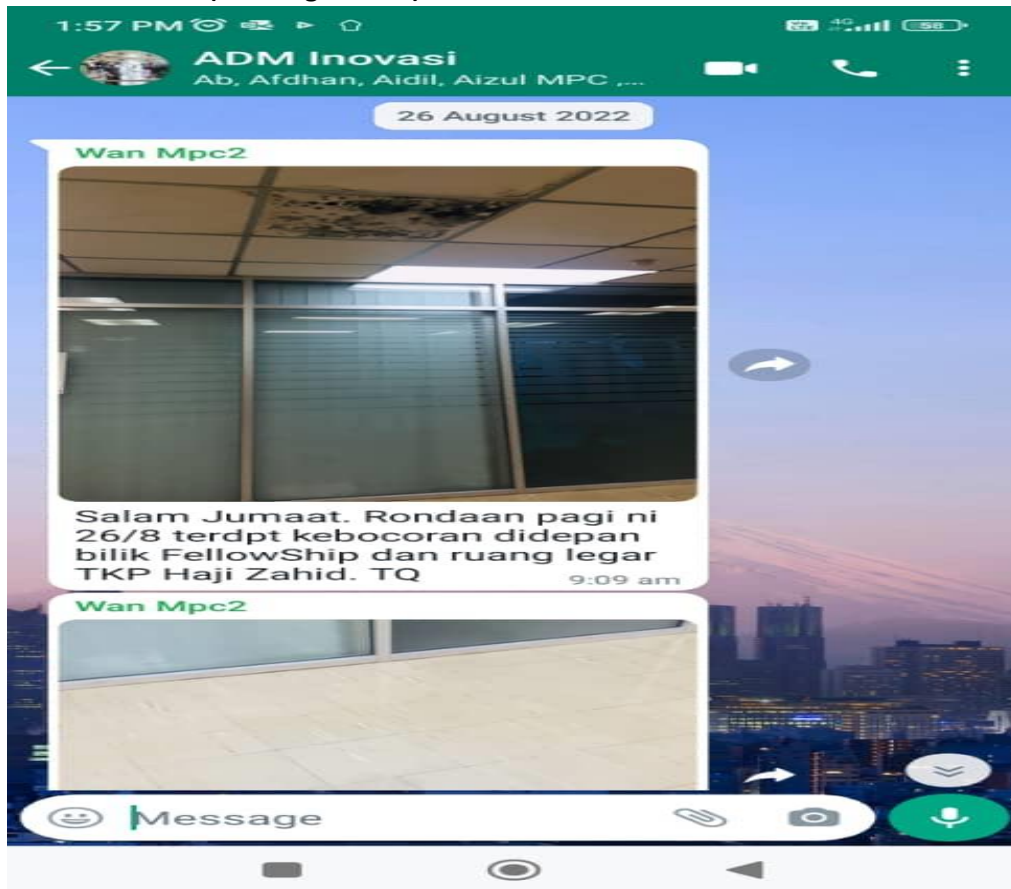 1:57 PM
4G
58
ADM Inovasi
Ab, Afdhan, Aidil, Aizul MPC ,...
26 August 2022
Wan Mpc2
Salam Jumaat. Rondaan pagi ni
26/8 terdpt kebocoran didepan
bilik FellowShip dan ruang legar
TKP Haji Zahid. TQ
9:09 am
Wan Mpc2
Message